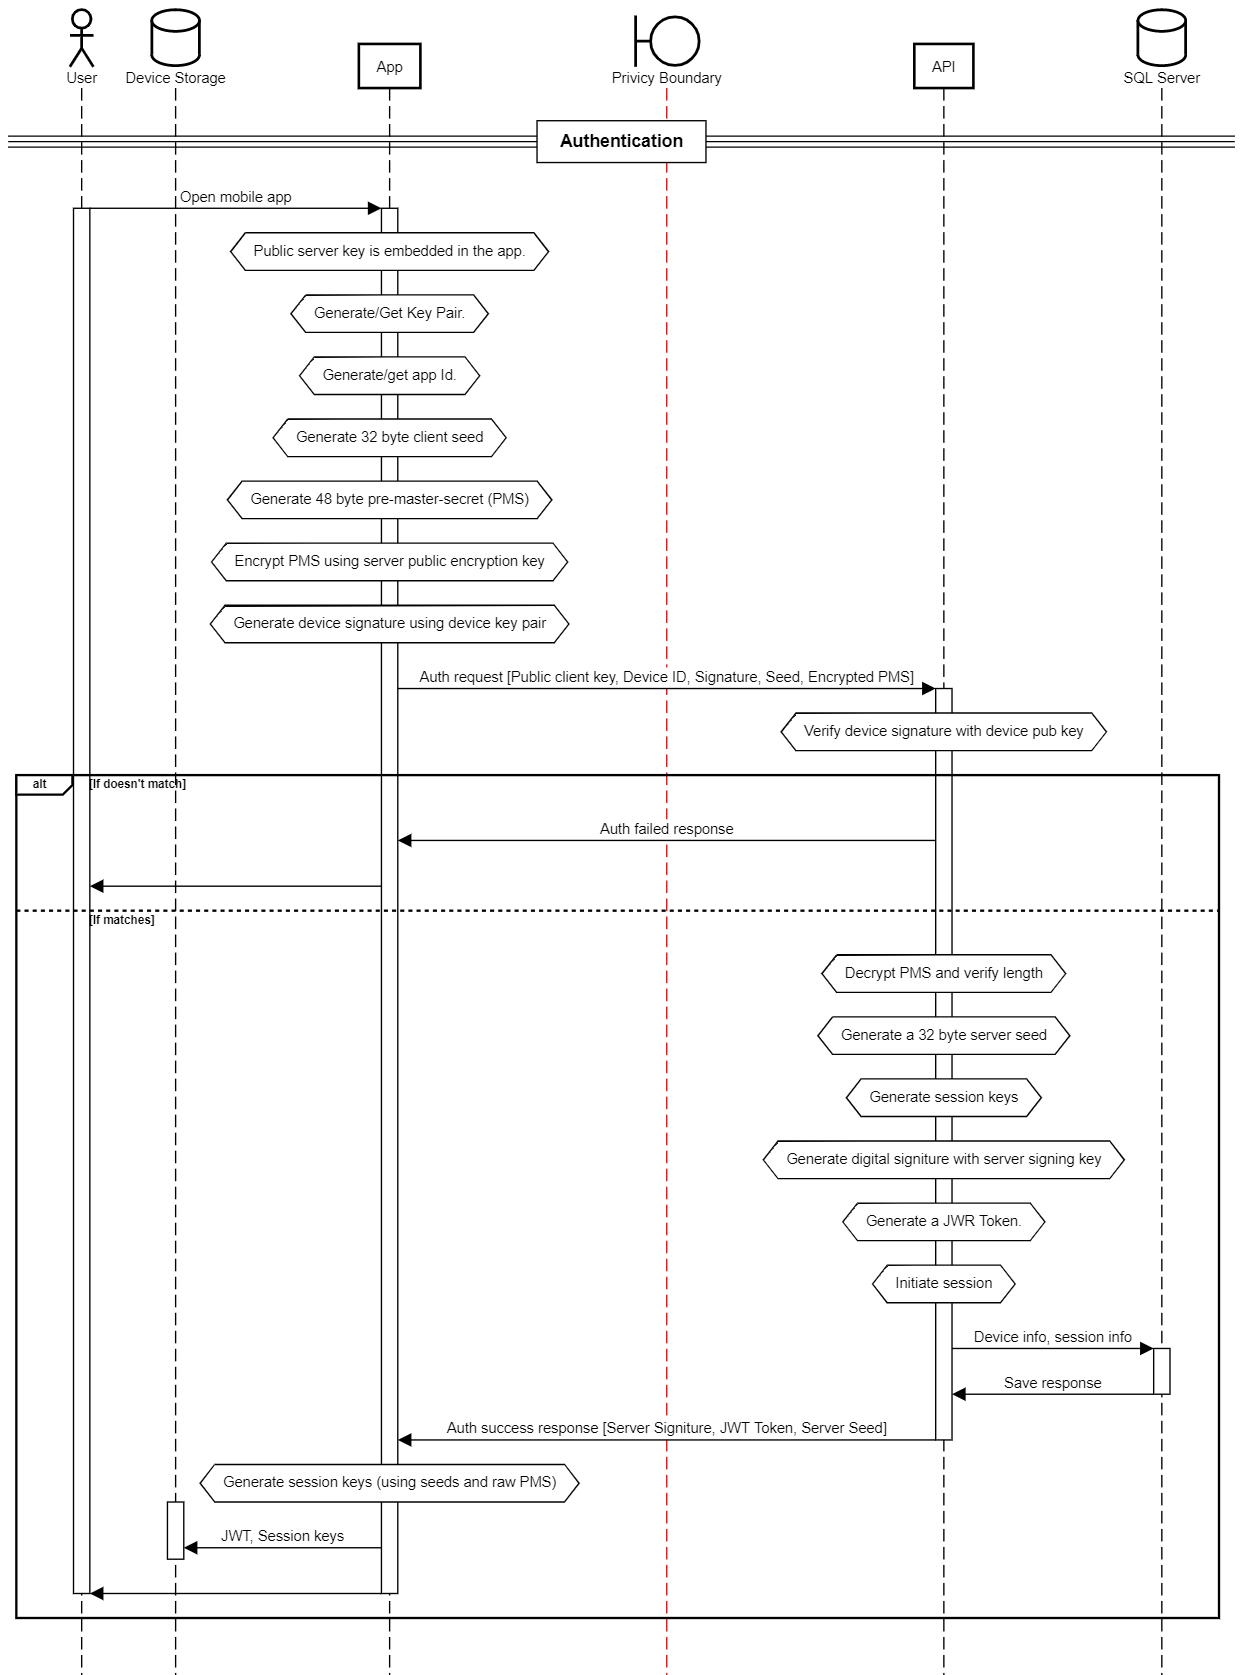 User
Device Storage
App
Privicy Boundary
API
SQL Server
Authentication
Open mobile app
Public server key is embedded in the app.
Generate/Get Key Pair.
Generate/get app Id.
Generate 32 byte client seed
Generate 48 byte pre-master-secret (PMS)
Encrypt PMS using server public encryption key
Generate device signature using device key pair
Auth request [Public client key, Device ID, Signature, Seed, Encrypted PMS]
Verify device signature with device pub key
alt
[If doesn't match]
Auth failed response
[If matches]
Decrypt PMS and verify length
Generate a 32 byte server seed
Generate session keys
Generate digital signiture with server signing key
Generate a JWR Token.
Initiate session
Device info, session info
Save response
Auth success response [Server Signiture, JWT Token, Server Seed]
Generate session keys (using seeds and raw PMS)
JWT, Session keys